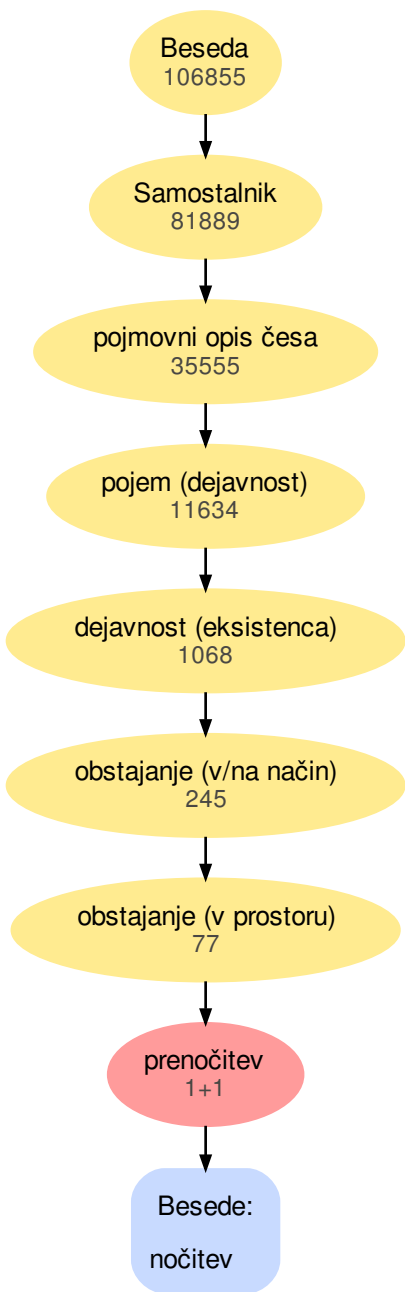 Beseda
106855
Samostalnik
81889
pojmovni opis česa
35555
pojem (dejavnost)
11634
dejavnost (eksistenca)
1068
obstajanje (v/na način)
245
obstajanje (v prostoru)
77
prenočitev
1+1
Besede:
nočitev